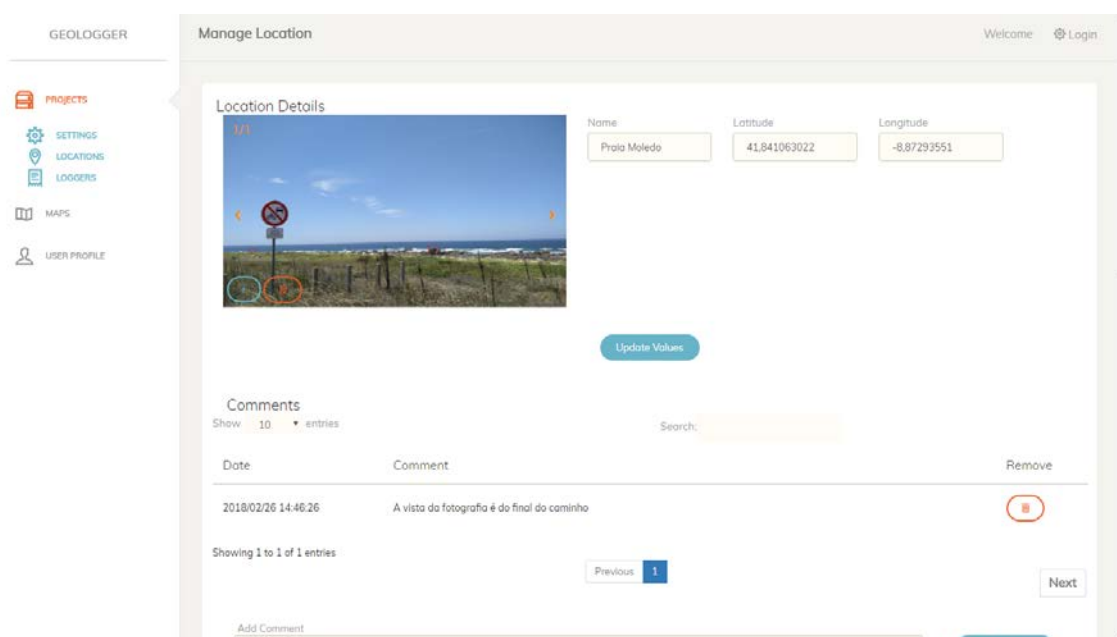 GEOLOGGER
Manage Location
Welcome
Login
PROJECTS
SETTINGS
LOCATIONS
LOGGERS
MAPS
USER PROFILE
Location Details
1/1
Name
Latitude
Longitude
Praia Moledo
41,841063022
-8,87293551
Update Values
Comments
Show 10 entries
Search:
Date
Comment
Remove
2018/02/26 14:46:26
A vista da fotografia é do final do caminho
Showing 1 to 1 of 1 entries
Previous
1
Next
Add Comment